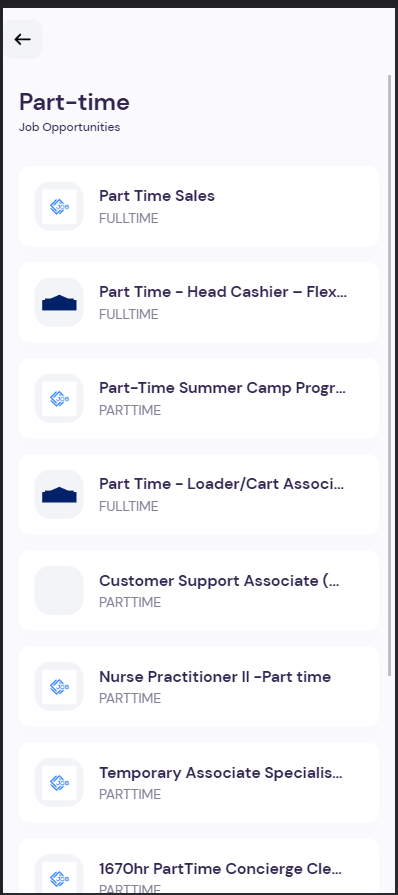 Part-time
Job Opportunities
Part Time Sales
FULLTIME
Part Time - Head Cashier – Flex...
FULLTIME
Part-Time Summer Camp Progr...
PARTTIME
Part Time - Loader/Cart Associ...
FULLTIME
Customer Support Associate (...
PARTTIME
Nurse Practitioner II -Part time
PARTTIME
Temporary Associate Specialis...
PARTTIME
1670hr PartTime Concierge Cle...
PARTTIME